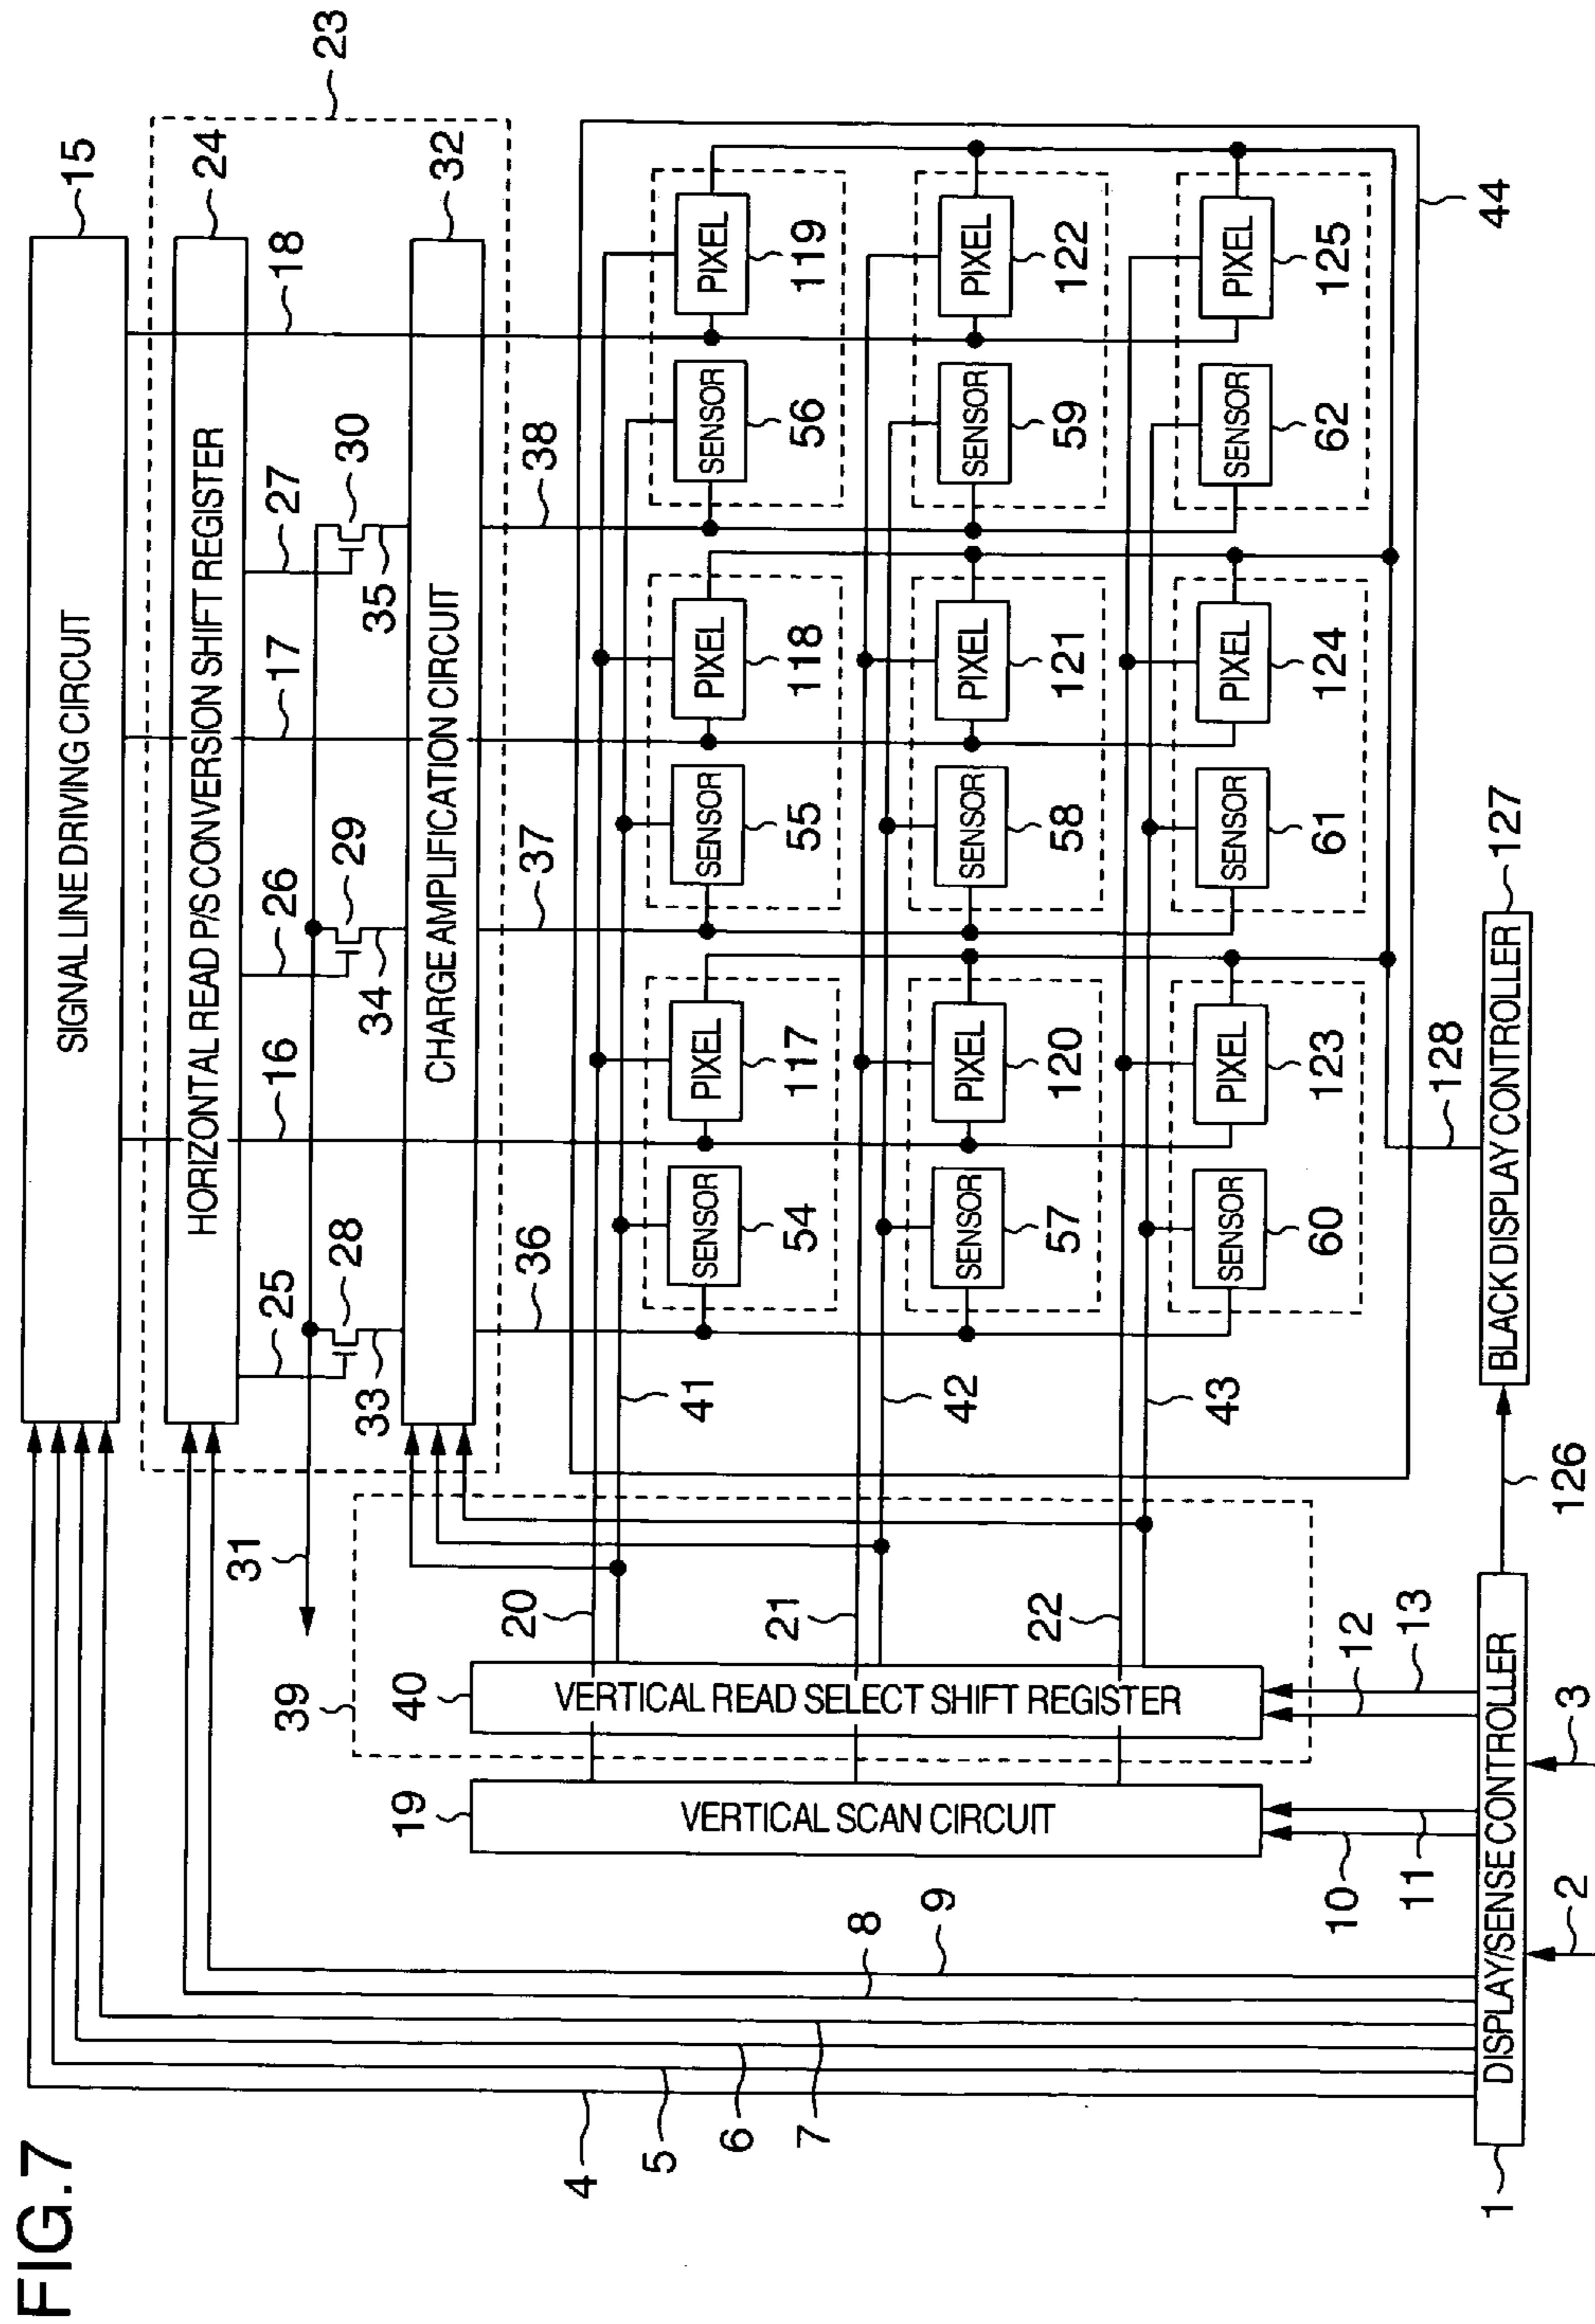 FIG.7
SIGNAL LINE DRIVING CIRCUIT
15
HORIZONTAL READ P/S CONVERSION SHIFT REGISTER
24
23
25
16
26
17
27
18
28
29
30
31
33
34
35
CHARGE AMPLIFICATION CIRCUIT
32
36
37
38
39
20
41
SENSOR
54
PIXEL
117
SENSOR
55
PIXEL
118
SENSOR
56
PIXEL
119
40
VERTICAL READ SELECT SHIFT REGISTER
19
VERTICAL SCAN CIRCUIT
21
42
SENSOR
57
PIXEL
120
SENSOR
58
PIXEL
121
SENSOR
59
PIXEL
122
22
43
SENSOR
60
PIXEL
123
SENSOR
61
PIXEL
124
SENSOR
62
PIXEL
125
44
4
5
6
7
8
9
10
11
12
13
128
1
DISPLAY/SENSE CONTROLLER
126
BLACK DISPLAY CONTROLLER
127
2
3